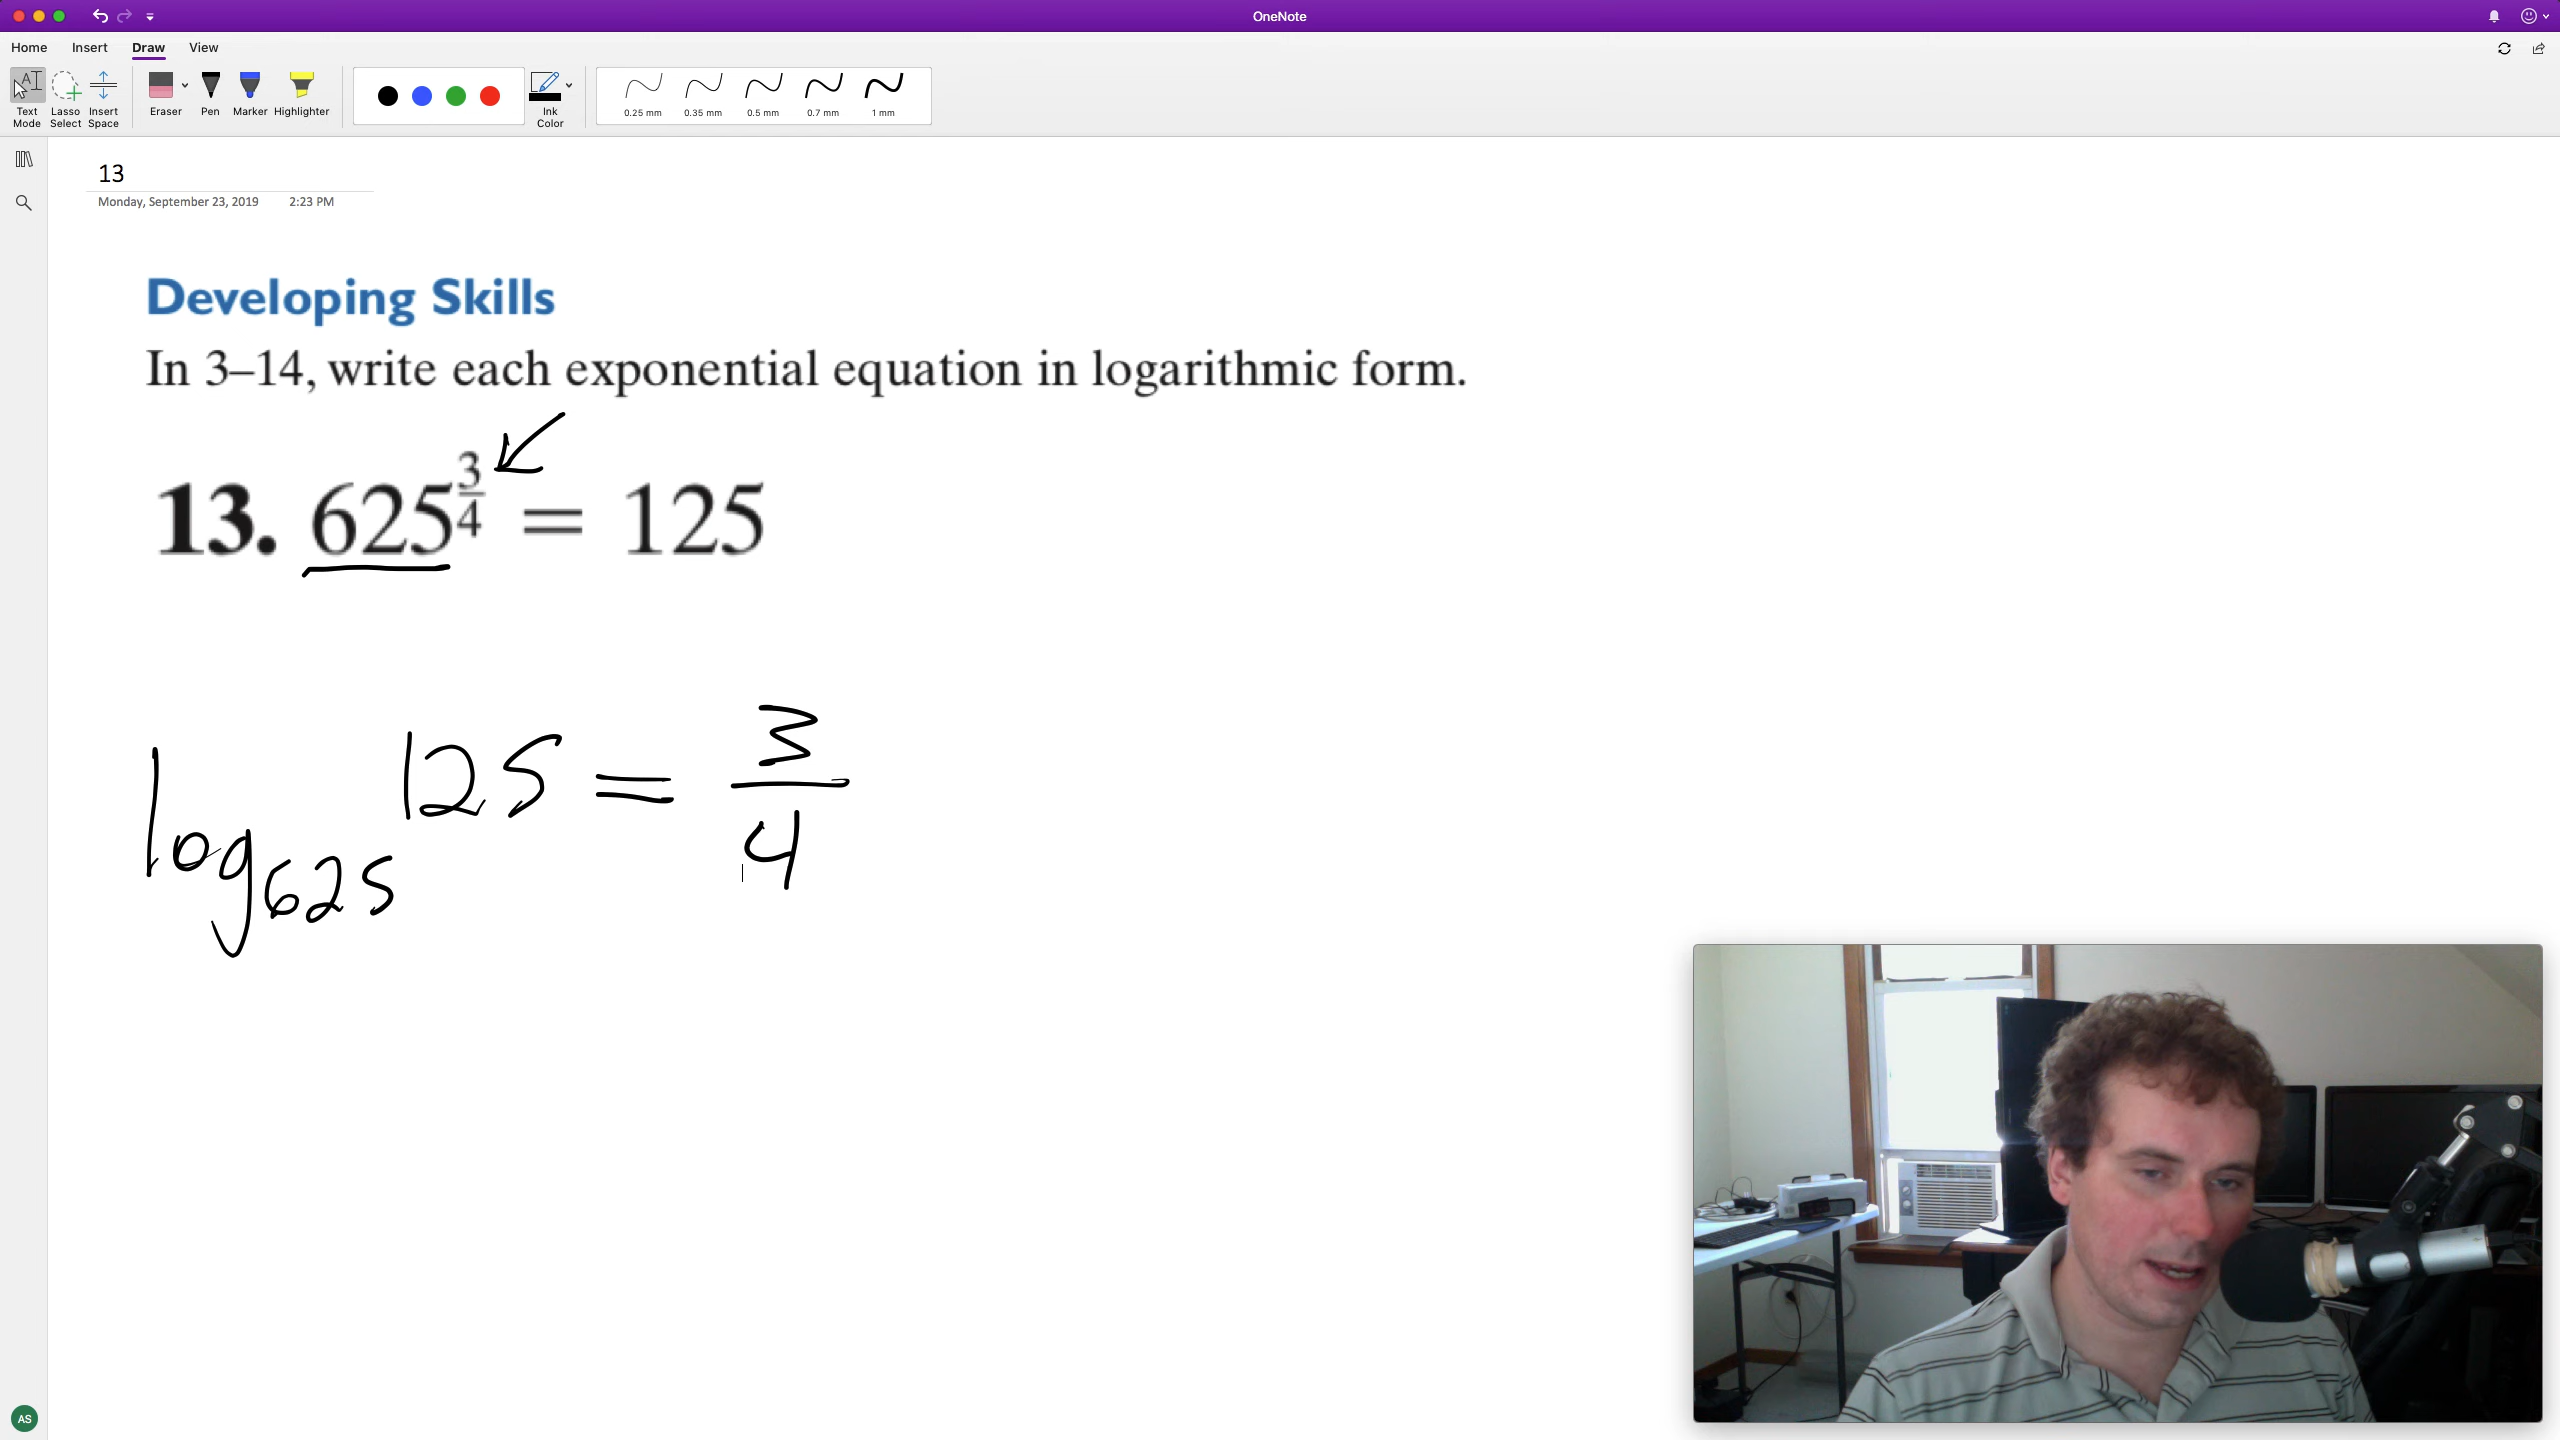 OneNote
Home Insert Draw View
Text Mode Lasso Select Insert Space Eraser Pen Marker Highlighter Ink Color 0.25 mm 0.35 mm 0.5 mm 0.7 mm 1 mm
13
Monday, September 23, 2019 2:23 PM
Developing Skills
In 3–14, write each exponential equation in logarithmic form.
13. 625^(3/4) = 125
log₆₂₅ 125 = 3/4
AS